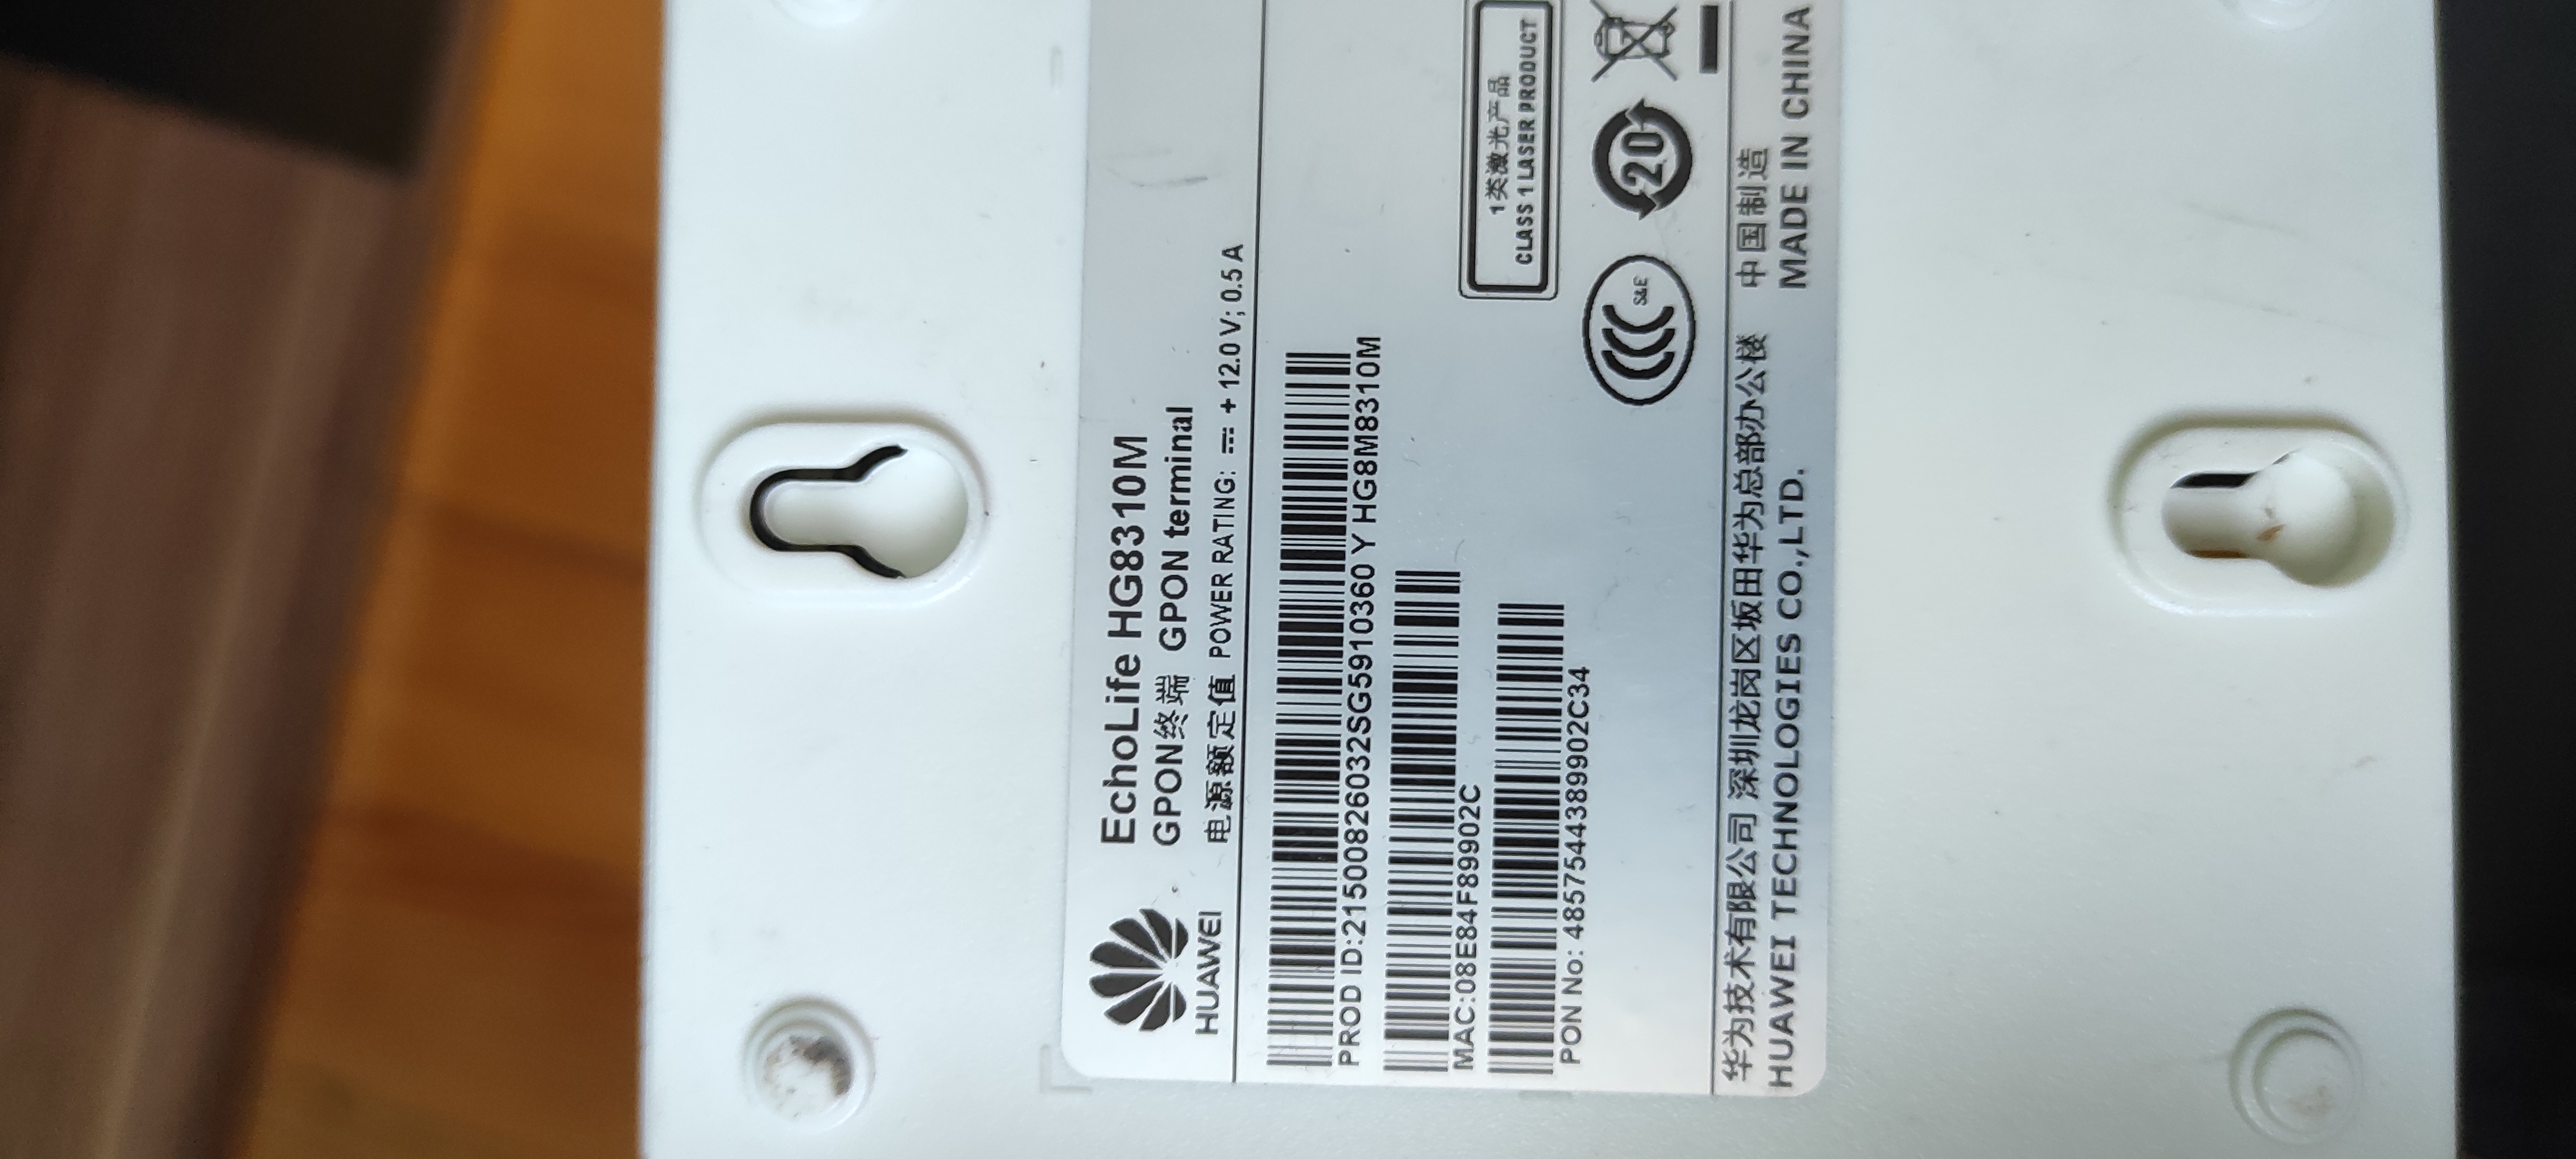 HUAWEI
EchoLife HG8310M
GPON终端 GPON terminal
电源额定值 POWER RATING: ⎓ + 12.0 V; 0.5 A
PROD ID:2150082603​2SG5910360 Y HG8M8310M
MAC:08E84F89902C
PON No: 4857544389902C34
1类激光产品
CLASS 1 LASER PRODUCT
S&E
20
华为技术有限公司 深圳龙岗区坂田华为总部办公楼 中国制造
HUAWEI TECHNOLOGIES CO.,LTD. MADE IN CHINA